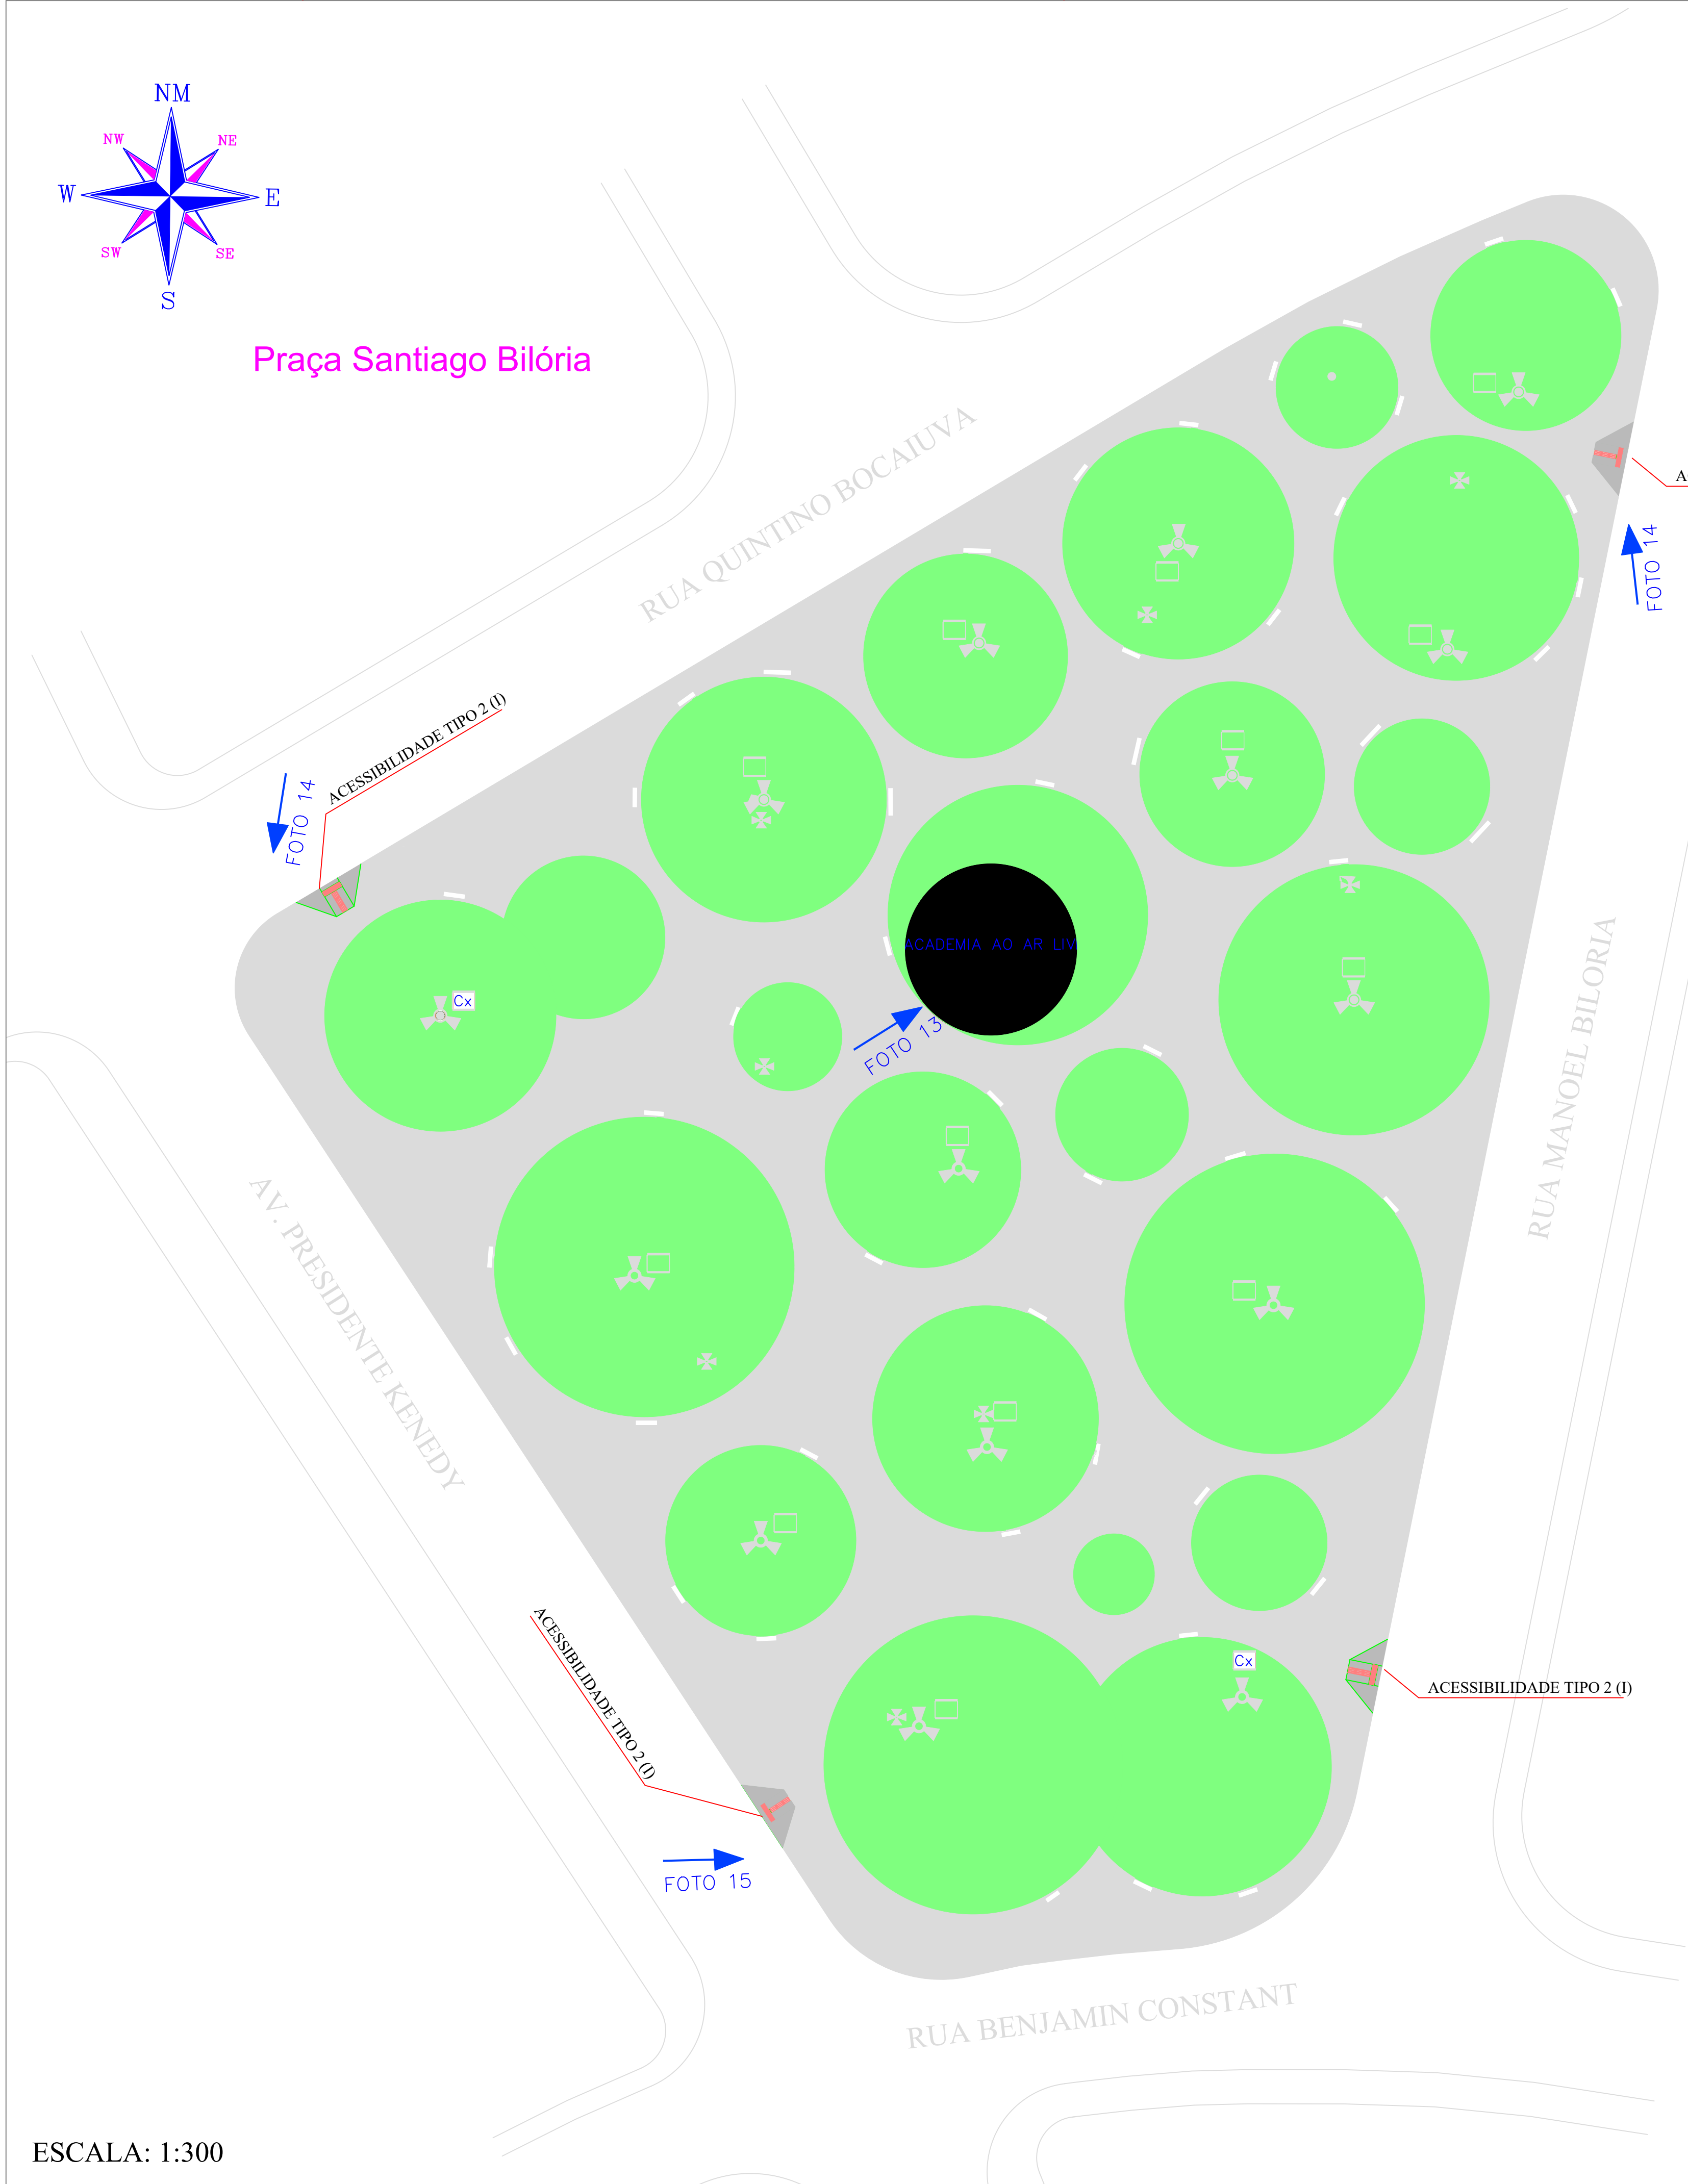 NM
NW
NE
W
E
SW
SE
S
Praça Santiago Bilória
RUA QUINTINO BOCAIUVA
FOTO 14
ACESSIBILIDADE TIPO 2 (I)
FOTO 14
ACADEMIA AO AR LIV
Cx
FOTO 13
RUA MANOEL BILORIA
AV. PRESIDENTE KENEDY
ACESSIBILIDADE TIPO 2 (I)
Cx
ACESSIBILIDADE TIPO 2 (I)
FOTO 15
RUA BENJAMIN CONSTANT
ESCALA: 1:300